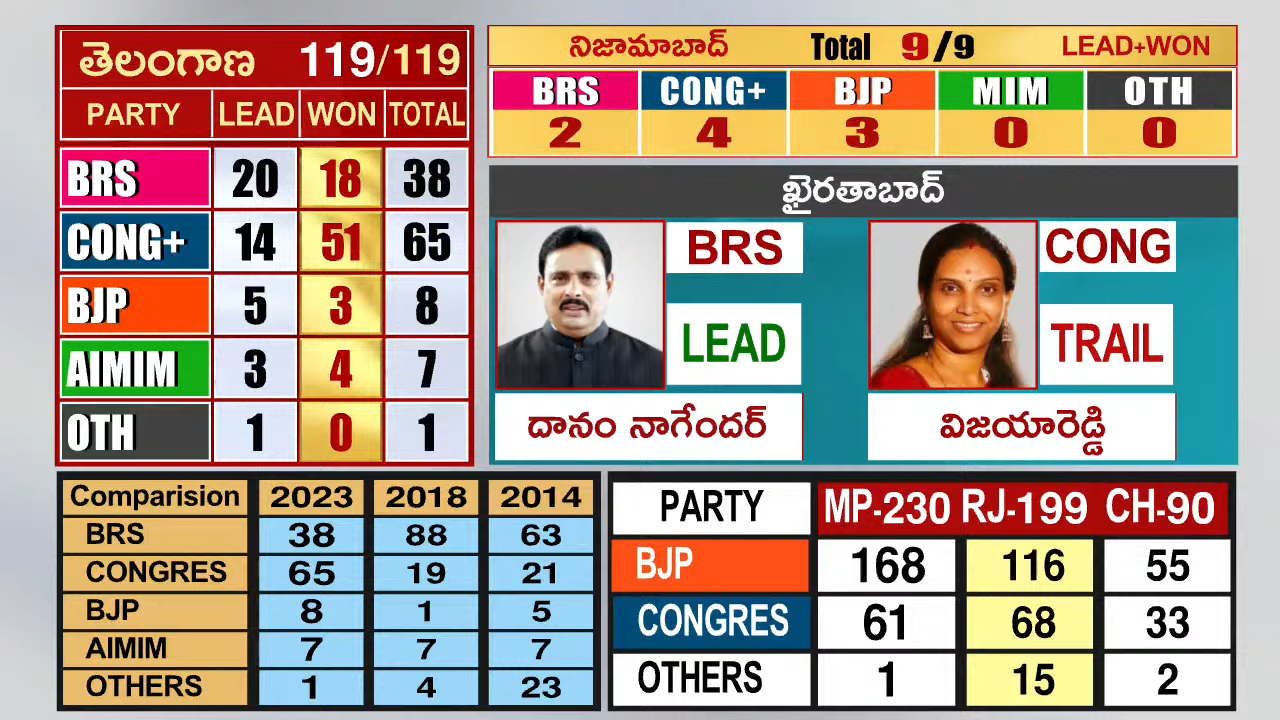 తెలంగాణ 119/119
PARTY LEAD WON TOTAL
BRS 20 18 38
CONG+ 14 51 65
BJP 5 3 8
AIMIM 3 4 7
OTH 1 0 1
నిజామాబాద్ Total 9/9 LEAD+WON
BRS CONG+ BJP MIM OTH
2 4 3 0 0
ఖైరతాబాద్
BRS CONG
LEAD TRAIL
దానం నాగేందర్ విజయారెడ్డి
Comparision 2023 2018 2014
BRS 38 88 63
CONGRES 65 19 21
BJP 8 1 5
AIMIM 7 7 7
OTHERS 1 4 23
PARTY MP-230 RJ-199 CH-90
BJP 168 116 55
CONGRES 61 68 33
OTHERS 1 15 2